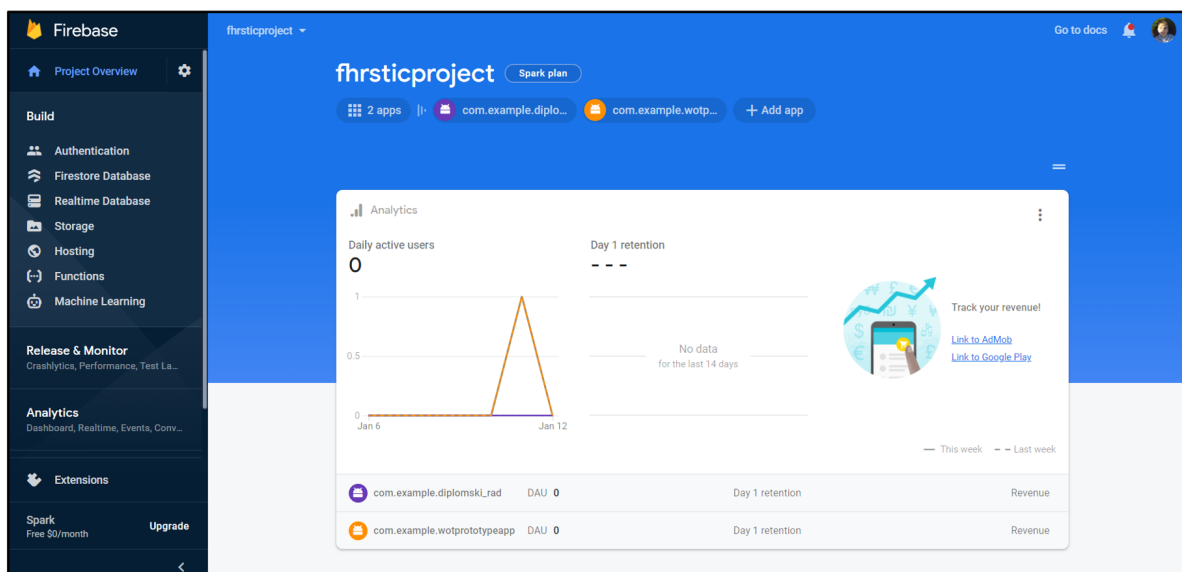 Firebase
Project Overview
Build
Authentication
Firestore Database
Realtime Database
Storage
Hosting
Functions
Machine Learning
Release & Monitor
Crashlytics, Performance, Test La...
Analytics
Dashboard, Realtime, Events, Conv...
Extensions
Spark
Free $0/month
Upgrade
fhrsticproject
Go to docs
fhrsticproject Spark plan
2 apps com.example.diplo... com.example.wotp... + Add app
Analytics
Daily active users
0
1
0.5
0
Jan 6 Jan 12
Day 1 retention
- - -
No data
for the last 14 days
Track your revenue!
Link to AdMob
Link to Google Play
This week Last week
com.example.diplomski_rad DAU 0 Day 1 retention Revenue
com.example.wotprototypeapp DAU 0 Day 1 retention Revenue